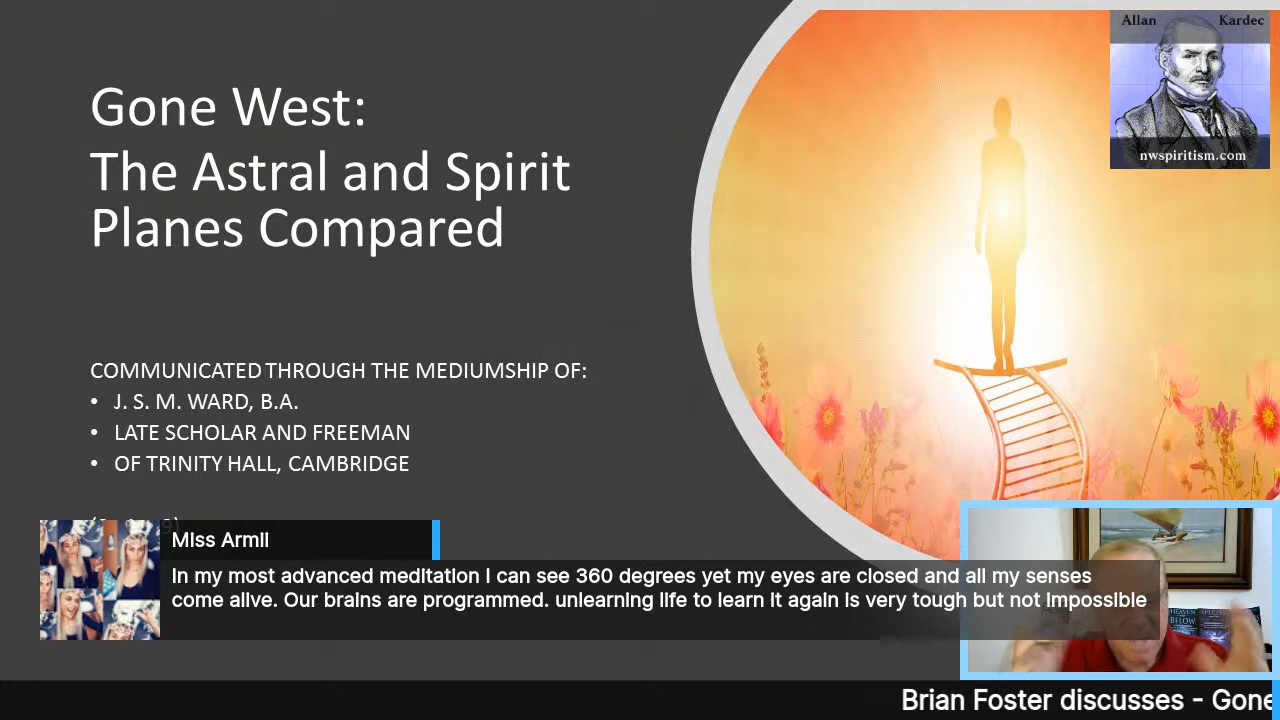 Allan Kardec
nwspiritism.com
Gone West:
The Astral and Spirit
Planes Compared
COMMUNICATED THROUGH THE MEDIUMSHIP OF:
• J. S. M. WARD, B.A.
• LATE SCHOLAR AND FREEMAN
• OF TRINITY HALL, CAMBRIDGE
Miss Armii
In my most advanced meditation I can see 360 degrees yet my eyes are closed and all my senses
come alive. Our brains are programmed. unlearning life to learn it again is very tough but not impossible
HEAVEN
BELOW
Brian Foster discusses - Gone